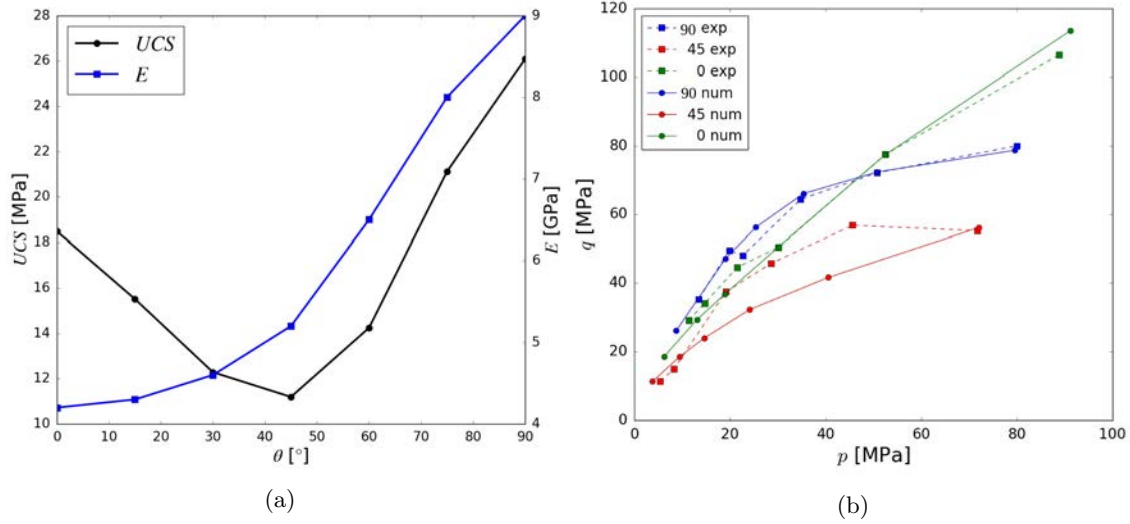 UCS
E
28
26
24
22
20
18
16
14
12
10
UCS [MPa]
9
8
7
6
5
4
E [GPa]
0 10 20 30 40 50 60 70 80 90
θ [°]
(a)
90 exp
45 exp
0 exp
90 num
45 num
0 num
120
100
80
60
40
20
0
q [MPa]
0 20 40 60 80 100
p [MPa]
(b)